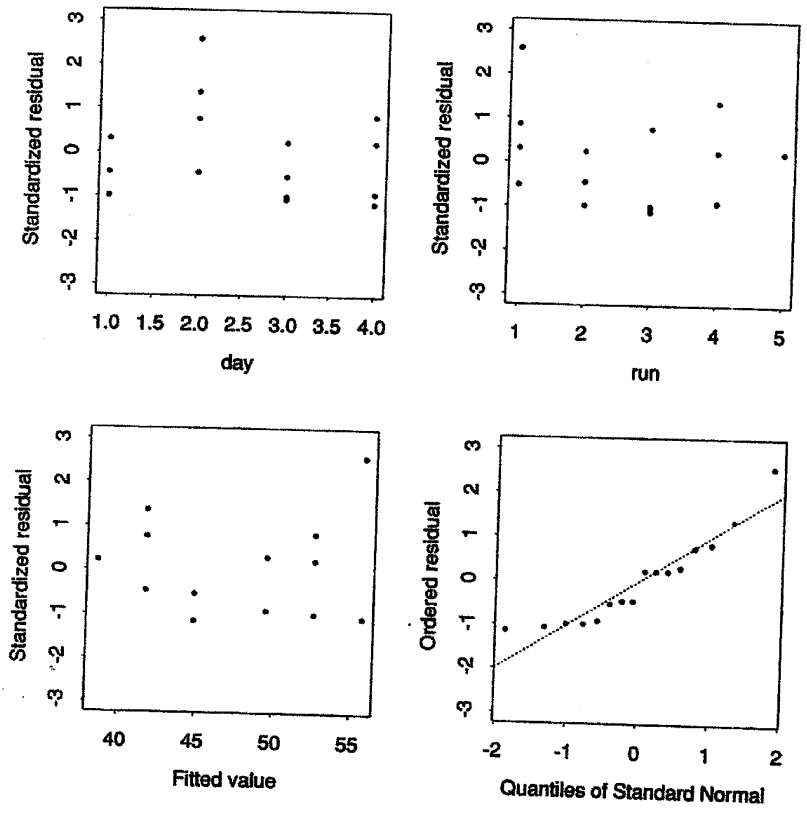 Standardized residual
3
2
1
0
-1
-2
-3
1.0 1.5 2.0 2.5 3.0 3.5 4.0
day
Standardized residual
3
2
1
0
-1
-2
-3
1 2 3 4 5
run
Standardized residual
3
2
1
0
-1
-2
-3
40 45 50 55
Fitted value
Ordered residual
3
2
1
0
-1
-2
-3
-2 -1 0 1 2
Quantiles of Standard Normal